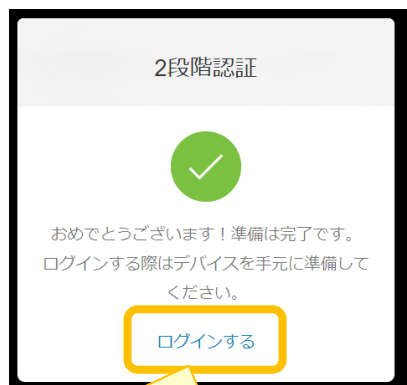 2段階認証
おめでとうございます！準備は完了です。
ログインする際はデバイスを手元に準備して
ください。
ログインする